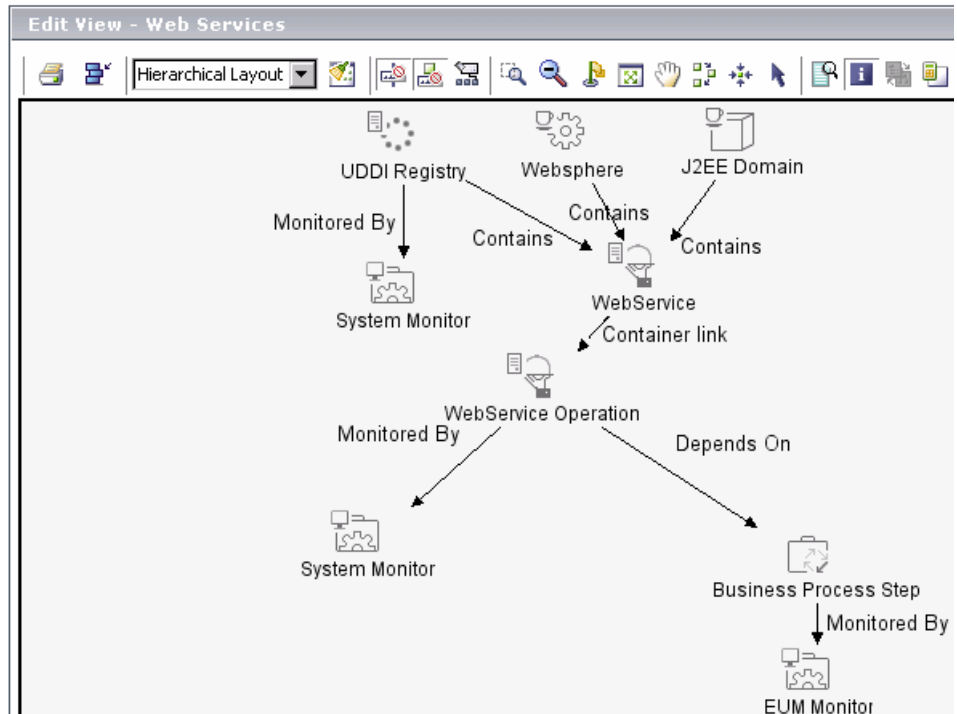 Edit View - Web Services
Hierarchical Layout
UDDI Registry
Websphere
J2EE Domain
Monitored By
Contains
Contains
Contains
System Monitor
WebService
Container link
WebService Operation
Monitored By
Depends On
System Monitor
Business Process Step
Monitored By
EUM Monitor